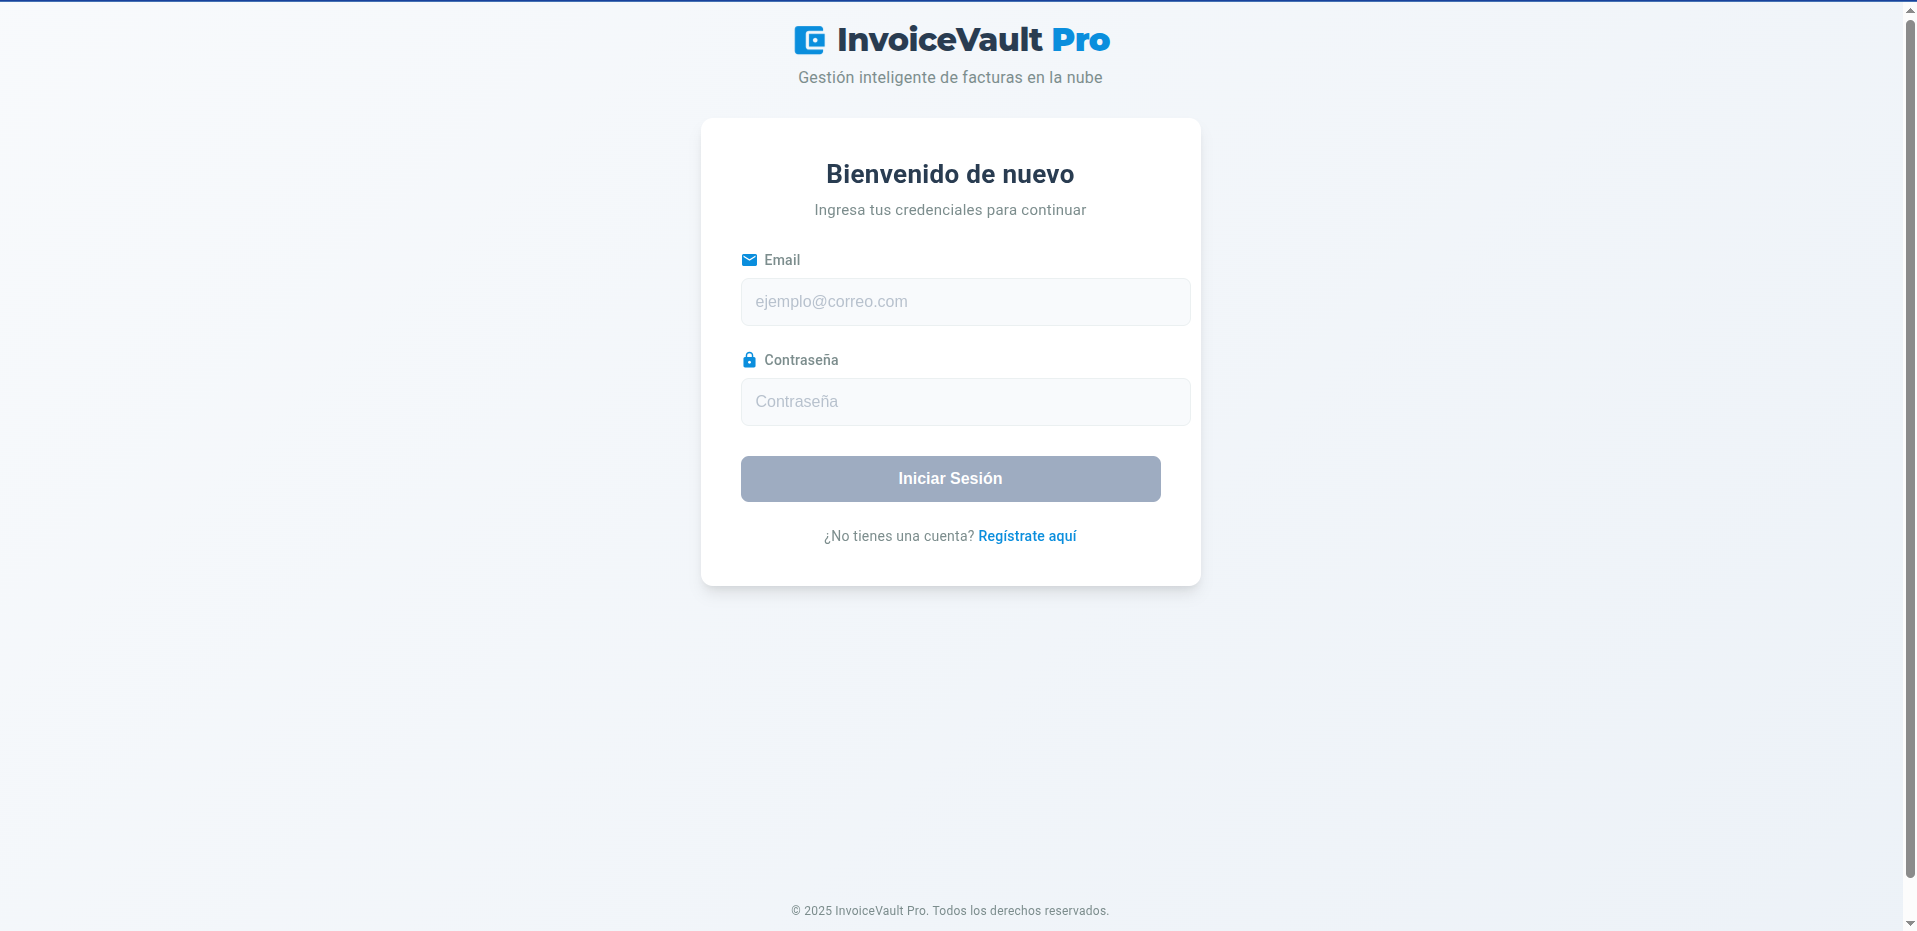 InvoiceVault Pro
Gestión inteligente de facturas en la nube
Bienvenido de nuevo
Ingresa tus credenciales para continuar
Email
ejemplo@correo.com
Contraseña
Contraseña
Iniciar Sesión
¿No tienes una cuenta? Regístrate aquí
© 2025 InvoiceVault Pro. Todos los derechos reservados.